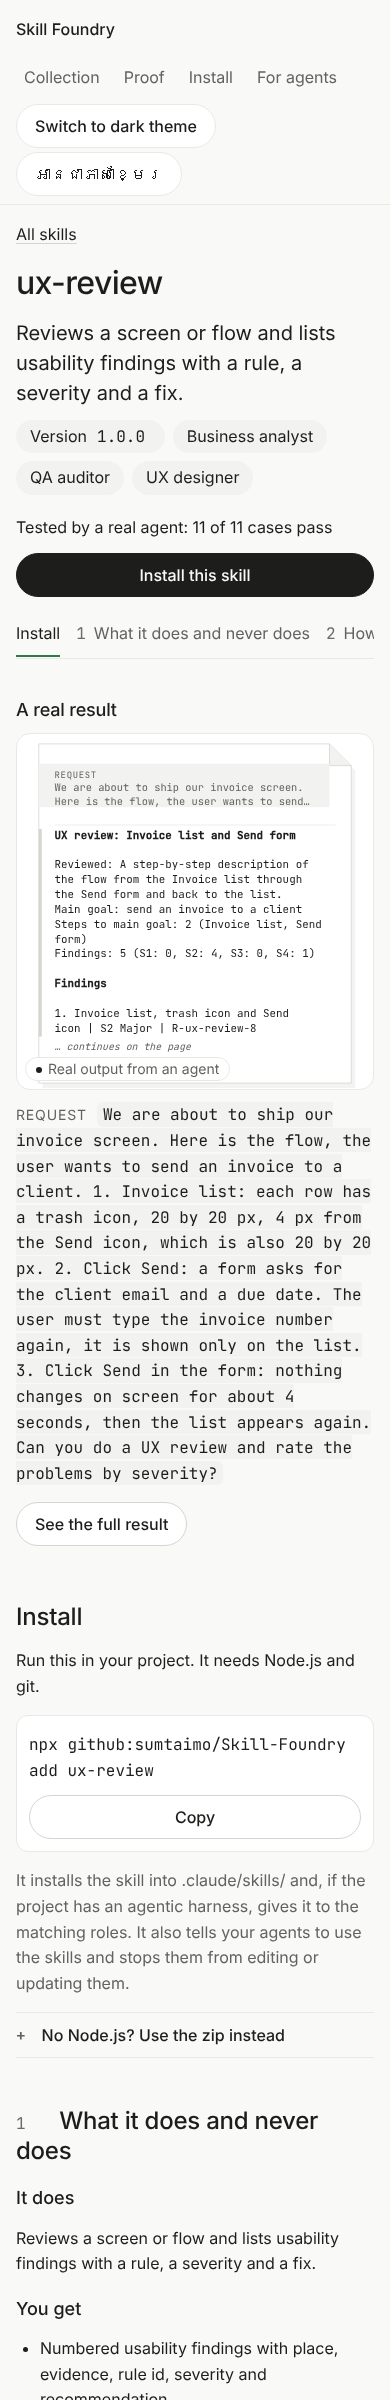 Skill Foundry
Collection Proof Install For agents
Switch to dark theme
អានជាភាសាខ្មែរ
All skills
ux-review
Reviews a screen or flow and lists
usability findings with a rule, a
severity and a fix.
Version 1.0.0 Business analyst
QA auditor UX designer
Tested by a real agent: 11 of 11 cases pass
Install this skill
Install 1 What it does and never does 2 How
A real result
REQUEST
We are about to ship our invoice screen.
Here is the flow, the user wants to send…
UX review: Invoice list and Send form
Reviewed: A step-by-step description of
the flow from the Invoice list through
the Send form and back to the list.
Main goal: send an invoice to a client
Steps to main goal: 2 (Invoice list, Send
form)
Findings: 5 (S1: 0, S2: 4, S3: 0, S4: 1)
Findings
1. Invoice list, trash icon and Send
icon | S2 Major | R-ux-review-8
… continues on the page
Real output from an agent
REQUEST We are about to ship our
invoice screen. Here is the flow, the
user wants to send an invoice to a
client. 1. Invoice list: each row has
a trash icon, 20 by 20 px, 4 px from
the Send icon, which is also 20 by 20
px. 2. Click Send: a form asks for
the client email and a due date. The
user must type the invoice number
again, it is shown only on the list.
3. Click Send in the form: nothing
changes on screen for about 4
seconds, then the list appears again.
Can you do a UX review and rate the
problems by severity?
See the full result
Install
Run this in your project. It needs Node.js and
git.
npx github:sumtaimo/Skill-Foundry
add ux-review
Copy
It installs the skill into .claude/skills/ and, if the
project has an agentic harness, gives it to the
matching roles. It also tells your agents to use
the skills and stops them from editing or
updating them.
+ No Node.js? Use the zip instead
1 What it does and never
does
It does
Reviews a screen or flow and lists usability
findings with a rule, a severity and a fix.
You get
• Numbered usability findings with place,
evidence, rule id, severity and
recommendation